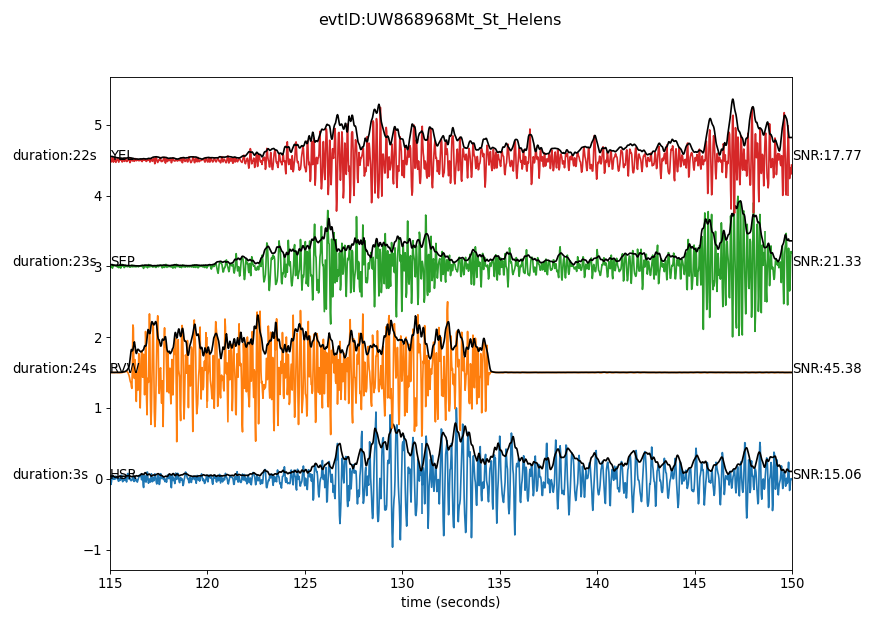 evtID:UW868968Mt_St_Helens
5
duration:22s YEL SNR:17.77
4
duration:23s 3 SEP SNR:21.33
2
duration:24s RVW SNR:45.38
1
duration:3s 0 HSR SNR:15.06
−1
115 120 125 130 135 140 145 150
time (seconds)